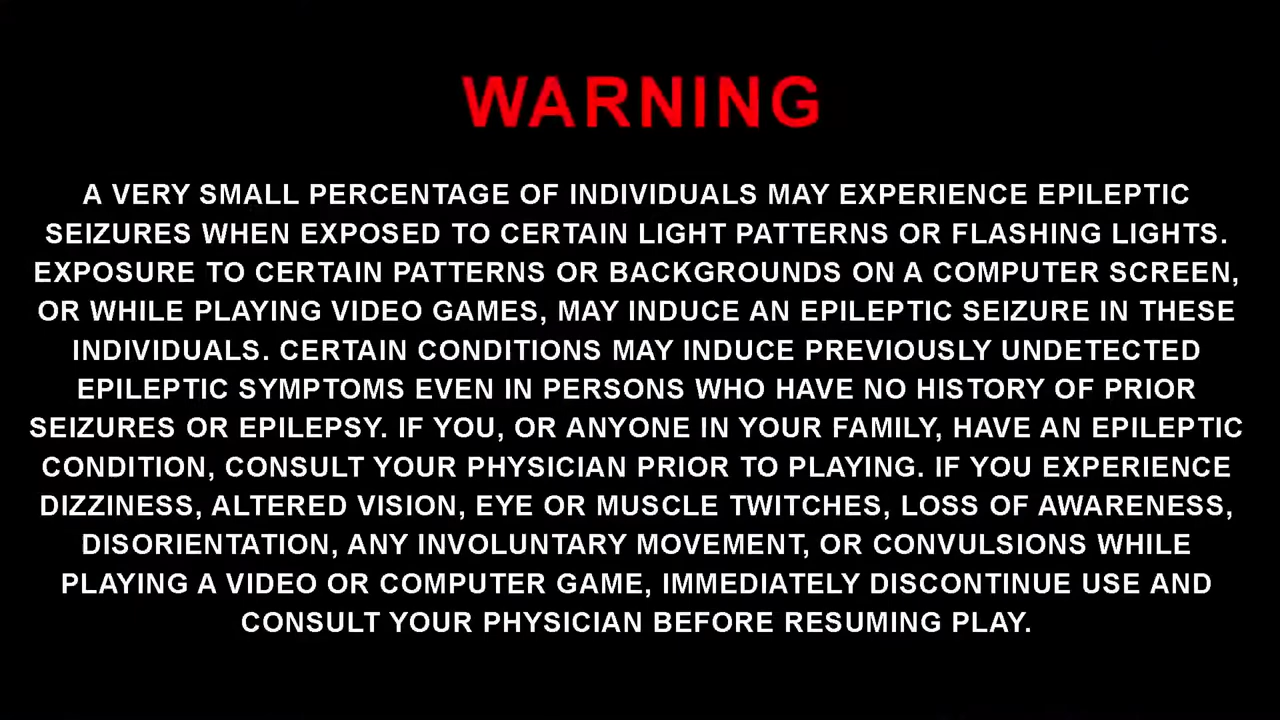 WARNING
A VERY SMALL PERCENTAGE OF INDIVIDUALS MAY EXPERIENCE EPILEPTIC
SEIZURES WHEN EXPOSED TO CERTAIN LIGHT PATTERNS OR FLASHING LIGHTS.
EXPOSURE TO CERTAIN PATTERNS OR BACKGROUNDS ON A COMPUTER SCREEN,
OR WHILE PLAYING VIDEO GAMES, MAY INDUCE AN EPILEPTIC SEIZURE IN THESE
INDIVIDUALS. CERTAIN CONDITIONS MAY INDUCE PREVIOUSLY UNDETECTED
EPILEPTIC SYMPTOMS EVEN IN PERSONS WHO HAVE NO HISTORY OF PRIOR
SEIZURES OR EPILEPSY. IF YOU, OR ANYONE IN YOUR FAMILY, HAVE AN EPILEPTIC
CONDITION, CONSULT YOUR PHYSICIAN PRIOR TO PLAYING. IF YOU EXPERIENCE
DIZZINESS, ALTERED VISION, EYE OR MUSCLE TWITCHES, LOSS OF AWARENESS,
DISORIENTATION, ANY INVOLUNTARY MOVEMENT, OR CONVULSIONS WHILE
PLAYING A VIDEO OR COMPUTER GAME, IMMEDIATELY DISCONTINUE USE AND
CONSULT YOUR PHYSICIAN BEFORE RESUMING PLAY.